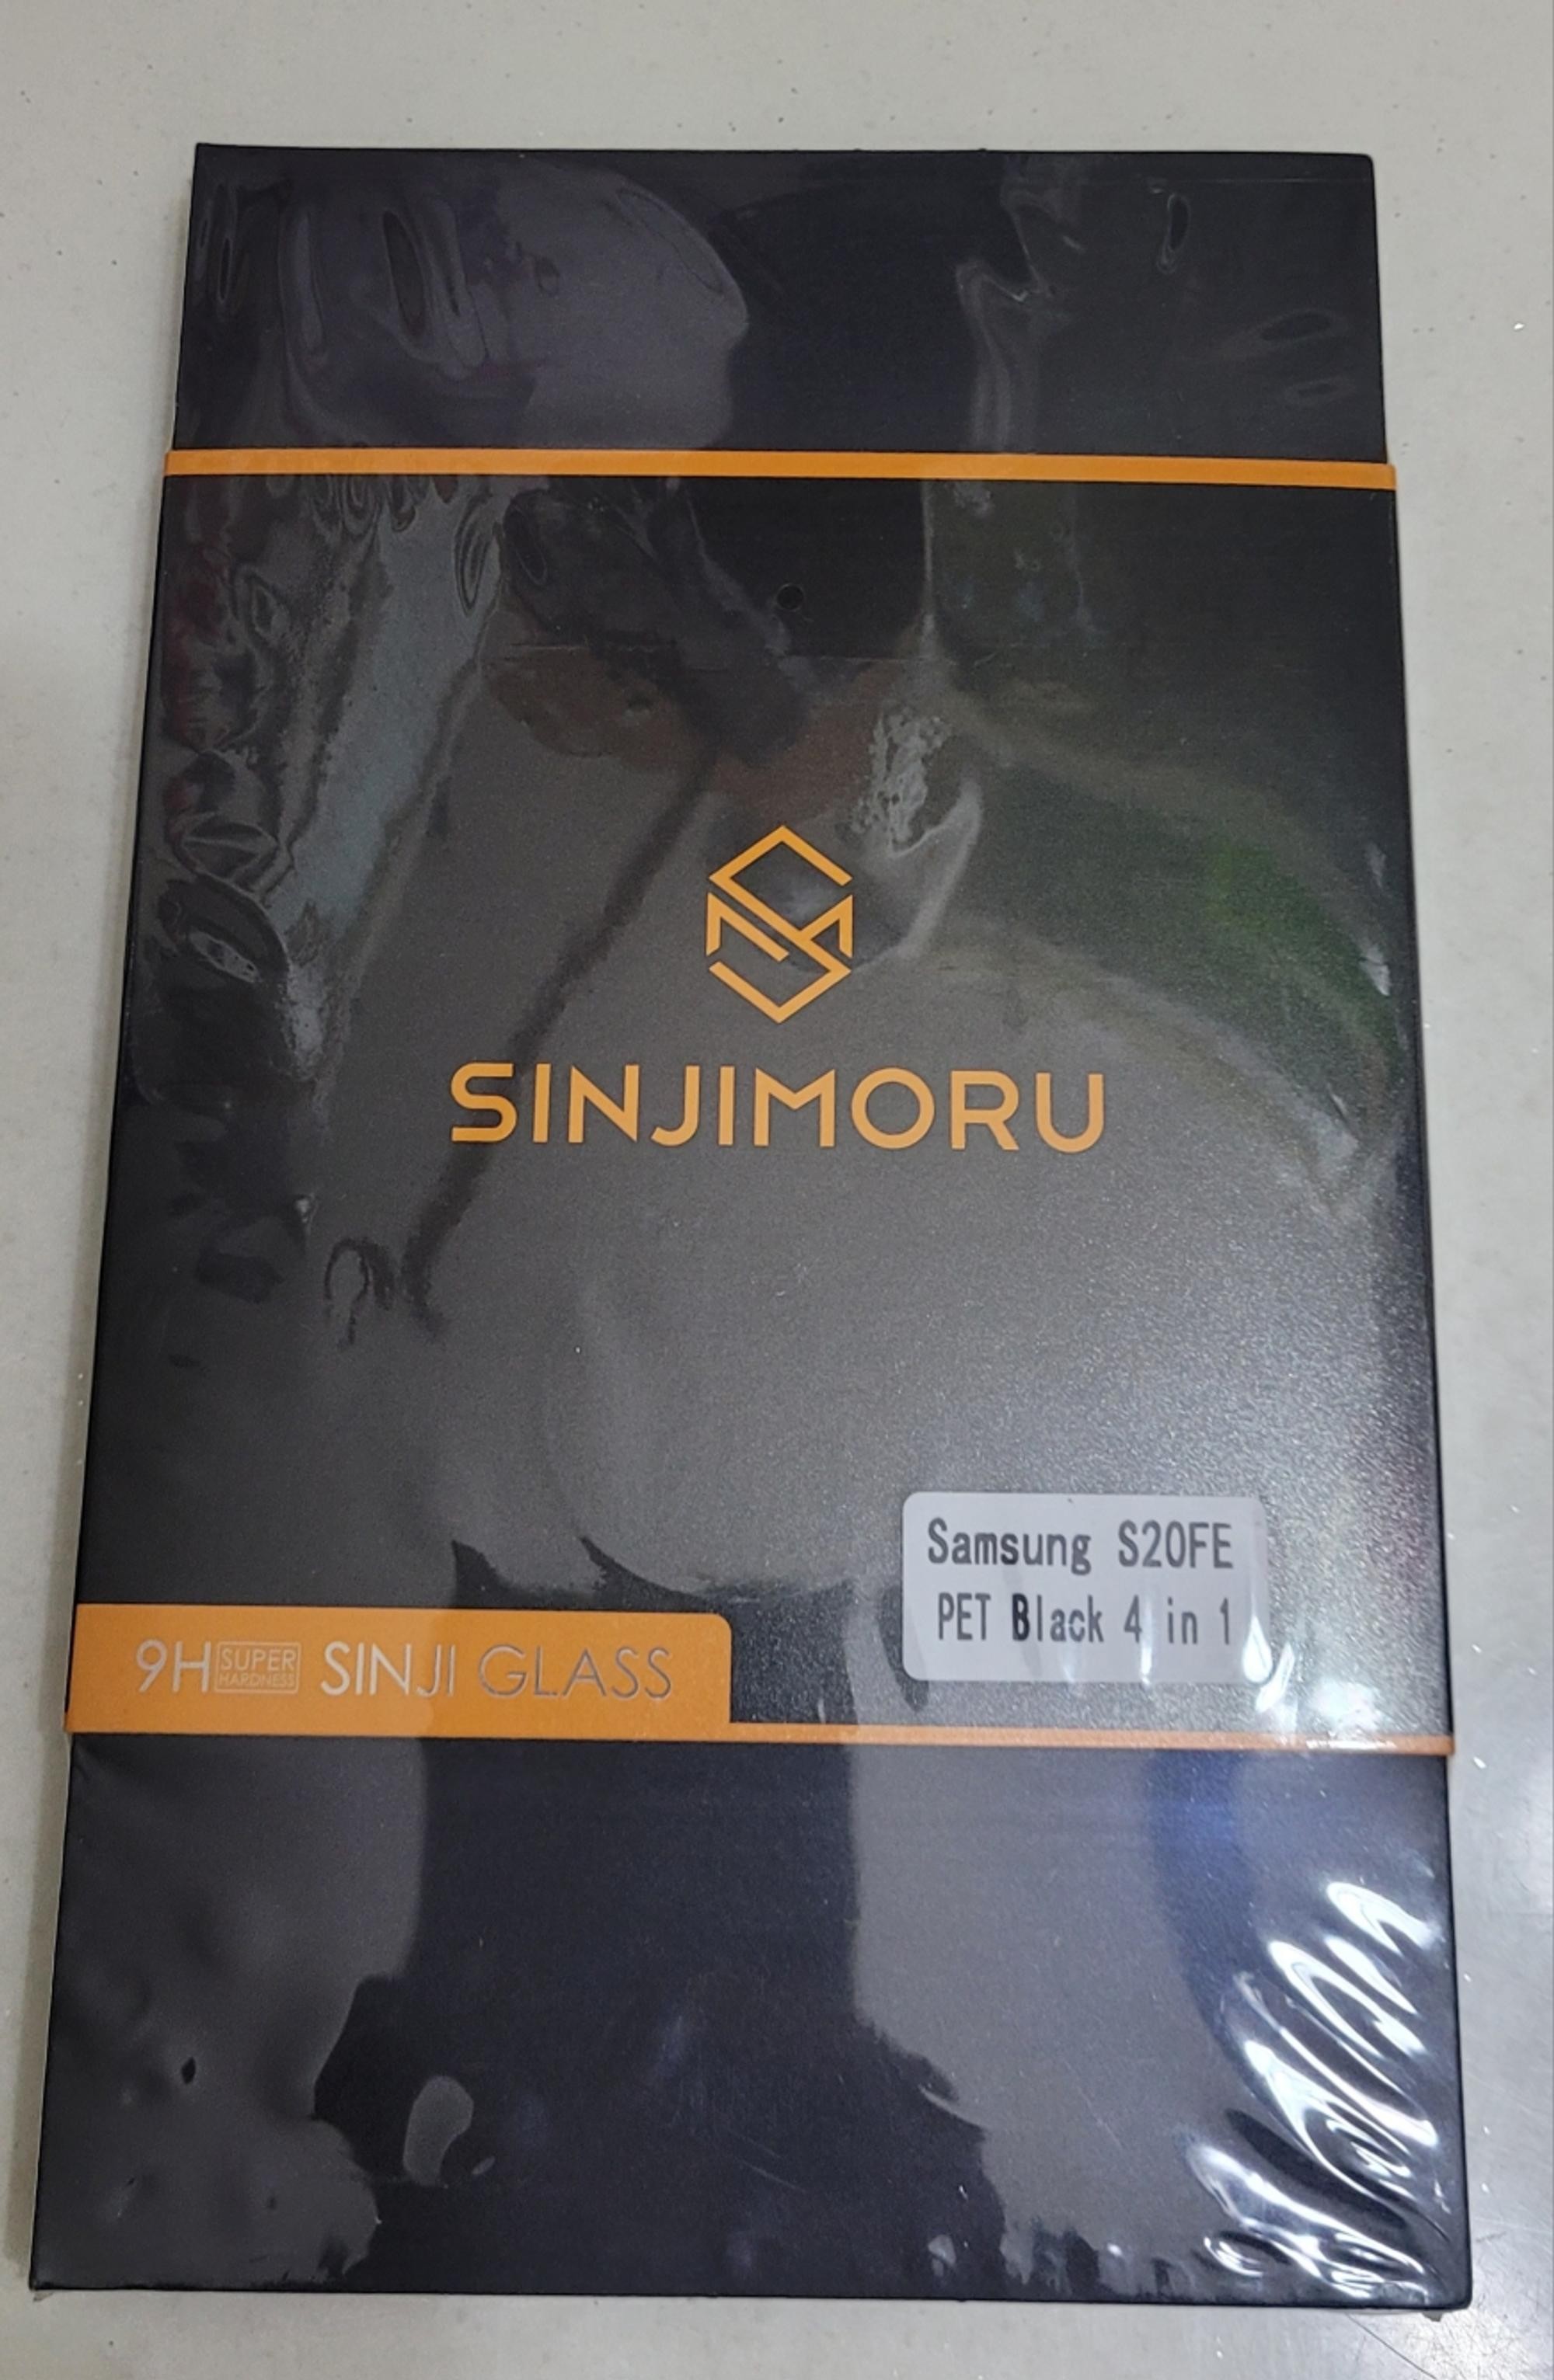 SINJIMORU
Samsung S20FE
PET Black 4 in 1
9H SUPER HARDNESS SINJI GLASS